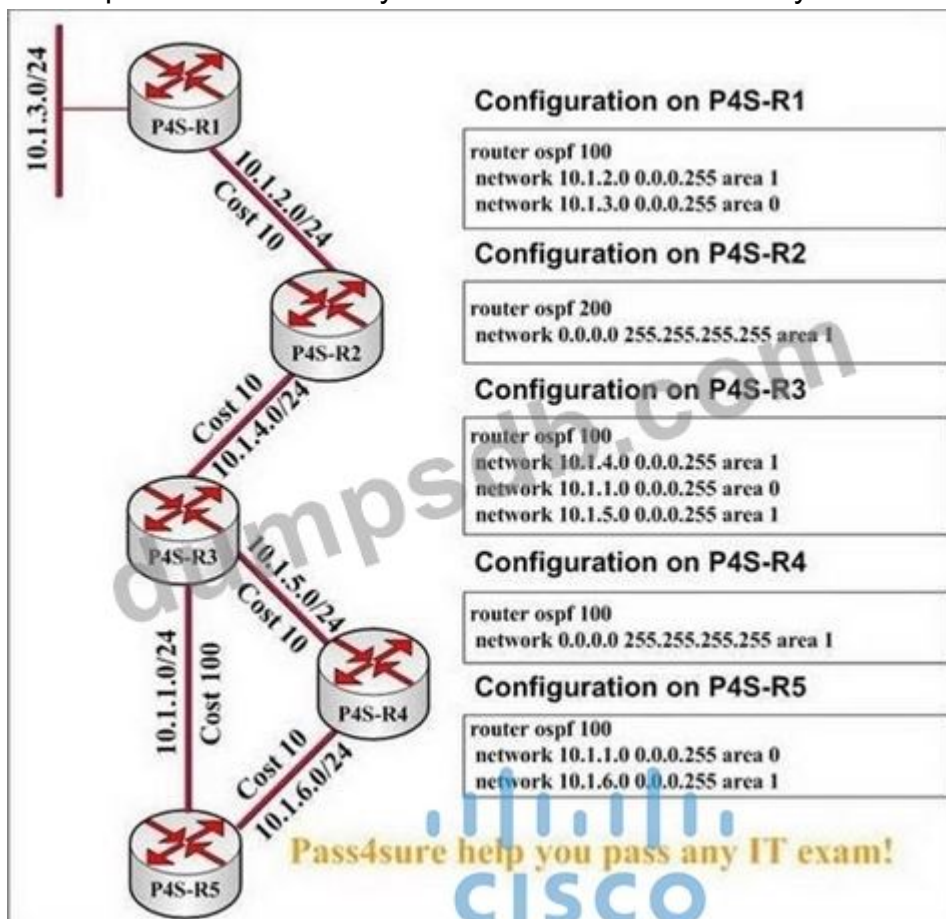 10.1.3.0/24
P4S-R1
10.1.2.0/24
Cost 10
P4S-R2
Cost 10
10.1.4.0/24
P4S-R3
10.1.5.0/24
Cost 10
10.1.1.0/24
Cost 100
P4S-R4
Cost 10
10.1.6.0/24
P4S-R5
Configuration on P4S-R1
router ospf 100
network 10.1.2.0 0.0.0.255 area 1
network 10.1.3.0 0.0.0.255 area 0
Configuration on P4S-R2
router ospf 200
network 0.0.0.0 255.255.255.255 area 1
Configuration on P4S-R3
router ospf 100
network 10.1.4.0 0.0.0.255 area 1
network 10.1.1.0 0.0.0.255 area 0
network 10.1.5.0 0.0.0.255 area 1
Configuration on P4S-R4
router ospf 100
network 0.0.0.0 255.255.255.255 area 1
Configuration on P4S-R5
router ospf 100
network 10.1.1.0 0.0.0.255 area 0
network 10.1.6.0 0.0.0.255 area 1
dumpsdb.com
Pass4sure help you pass any IT exam!
CISCO